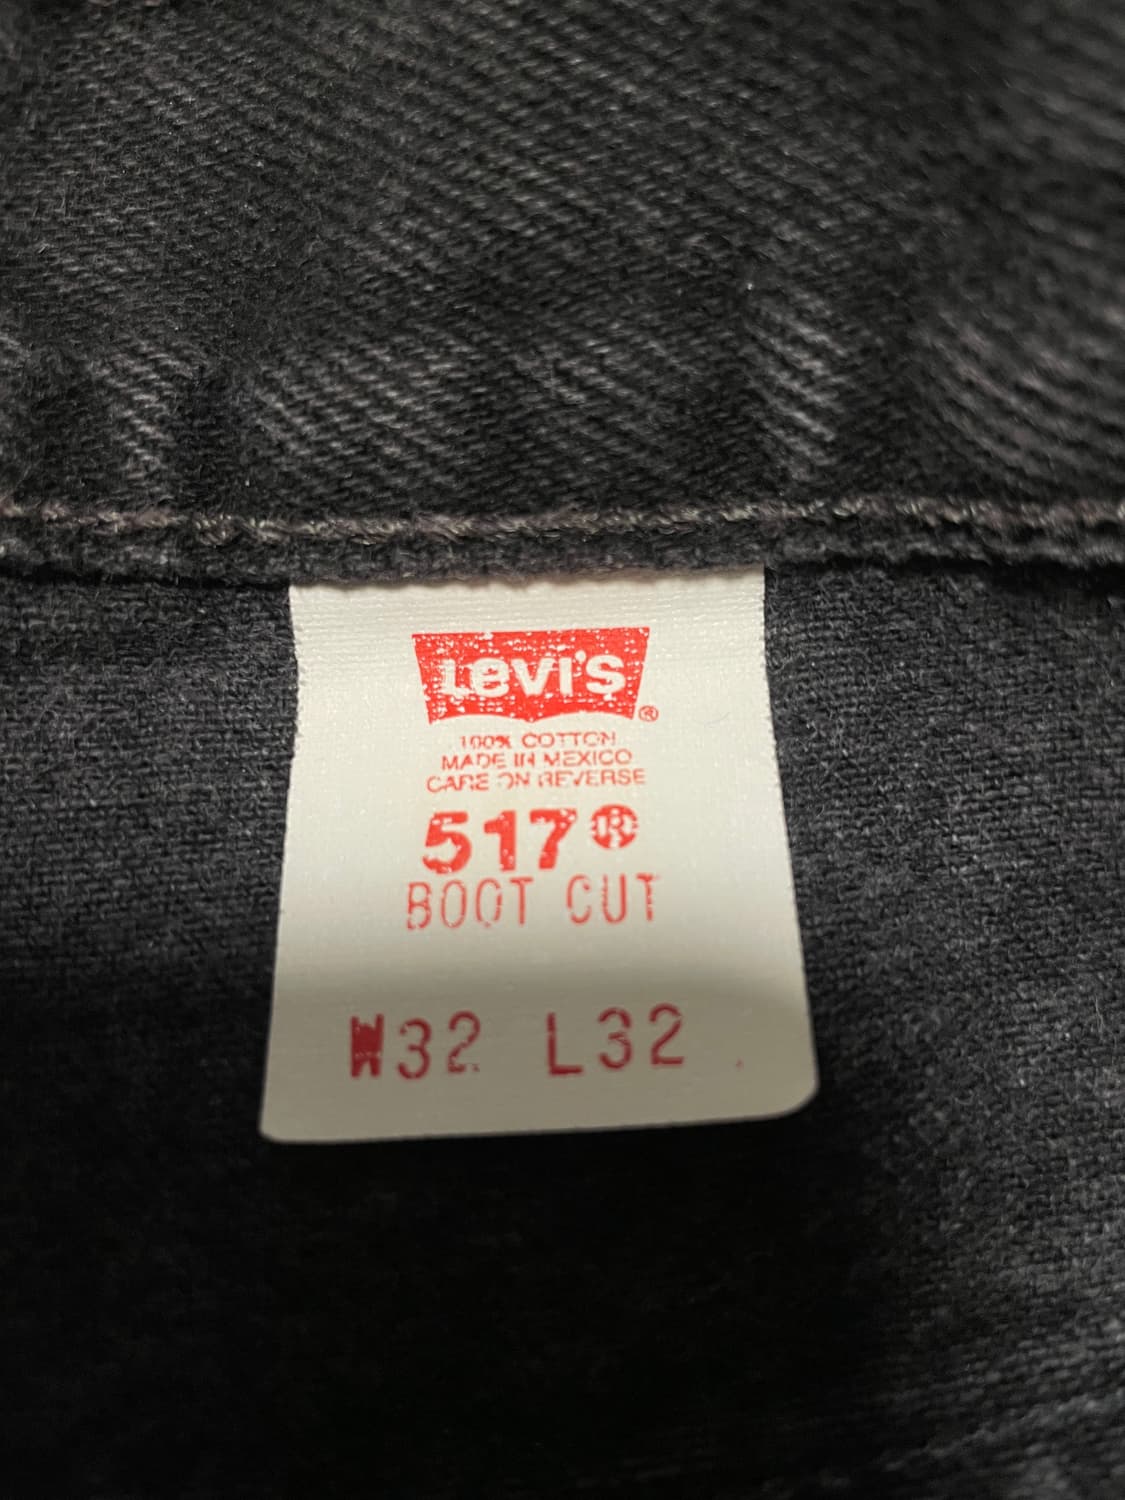 Levi's ®
100% COTTON
MADE IN MEXICO
CARE ON REVERSE
517®
BOOT CUT
W32 L32